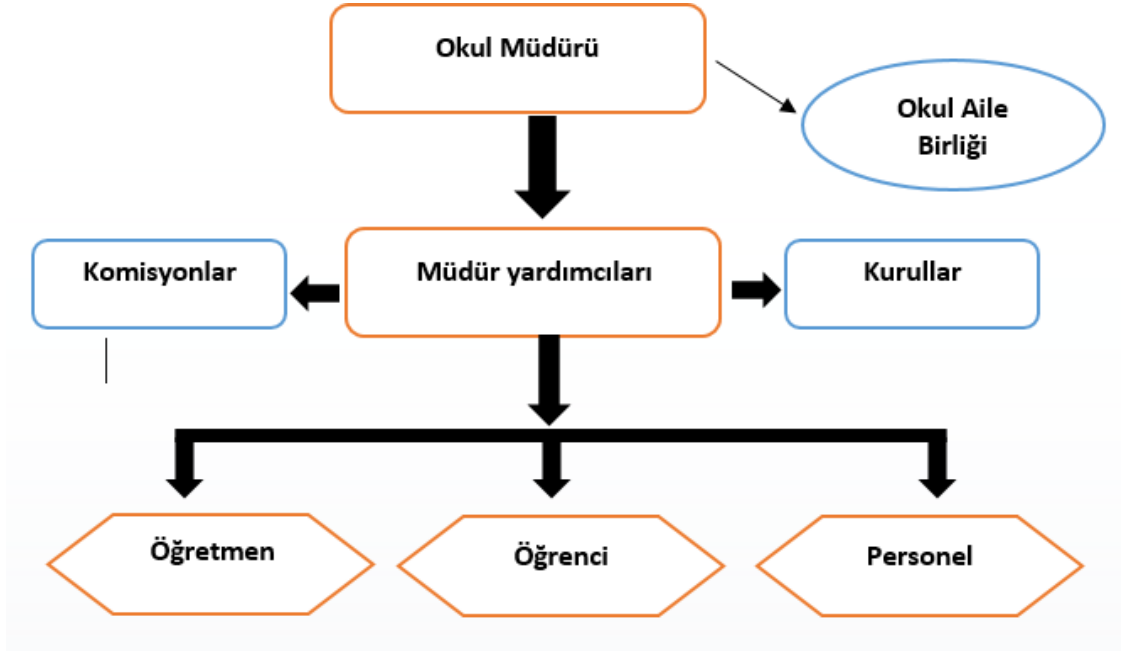 Okul Müdürü
Okul Aile
Birliği
Komisyonlar
Müdür yardımcıları
Kurullar
Öğretmen
Öğrenci
Personel